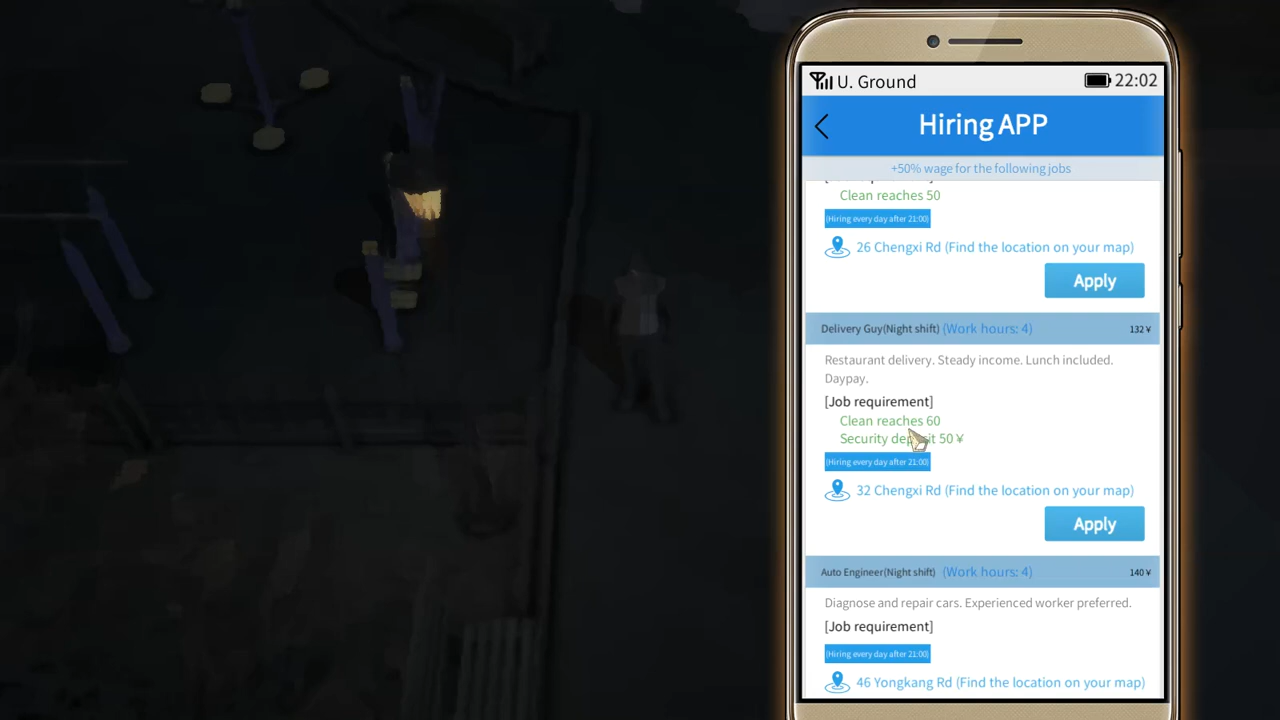 U. Ground 22:02
Hiring APP
+50% wage for the following jobs
Clean reaches 50
(Hiring every day after 21:00)
26 Chengxi Rd (Find the location on your map)
Apply
Delivery Guy(Night shift) (Work hours: 4) 132 ¥
Restaurant delivery. Steady income. Lunch included.
Daypay.
[Job requirement]
Clean reaches 60
Security deposit 50 ¥
(Hiring every day after 21:00)
32 Chengxi Rd (Find the location on your map)
Apply
Auto Engineer(Night shift) (Work hours: 4) 140 ¥
Diagnose and repair cars. Experienced worker preferred.
[Job requirement]
(Hiring every day after 21:00)
46 Yongkang Rd (Find the location on your map)